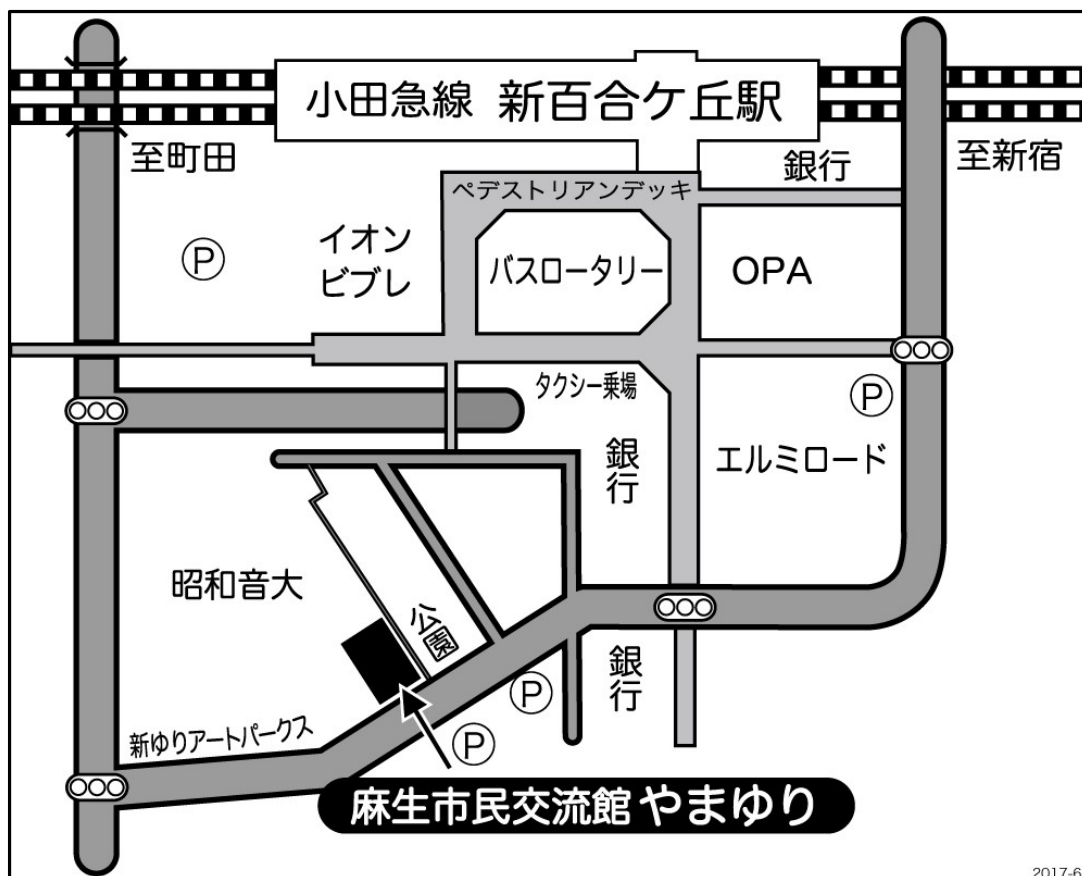 小田急線 新百合ケ丘駅
至町田
至新宿
銀行
ペデストリアンデッキ
イオン
ビブレ
バスロータリー
OPA
P
タクシー乗場
P
銀行
エルミロード
昭和音大
公園
銀行
P
新ゆりアートパークス
P
麻生市民交流館 やまゆり
2017-6